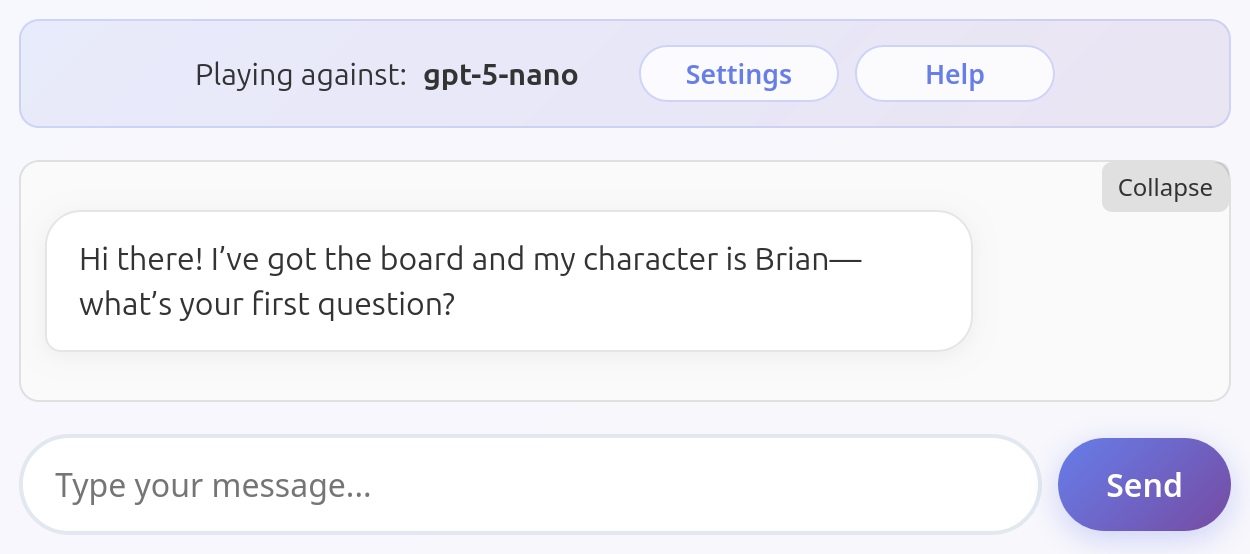 Playing against: gpt-5-nano Settings Help
Collapse
Hi there! I’ve got the board and my character is Brian—
what’s your first question?
Type your message...
Send